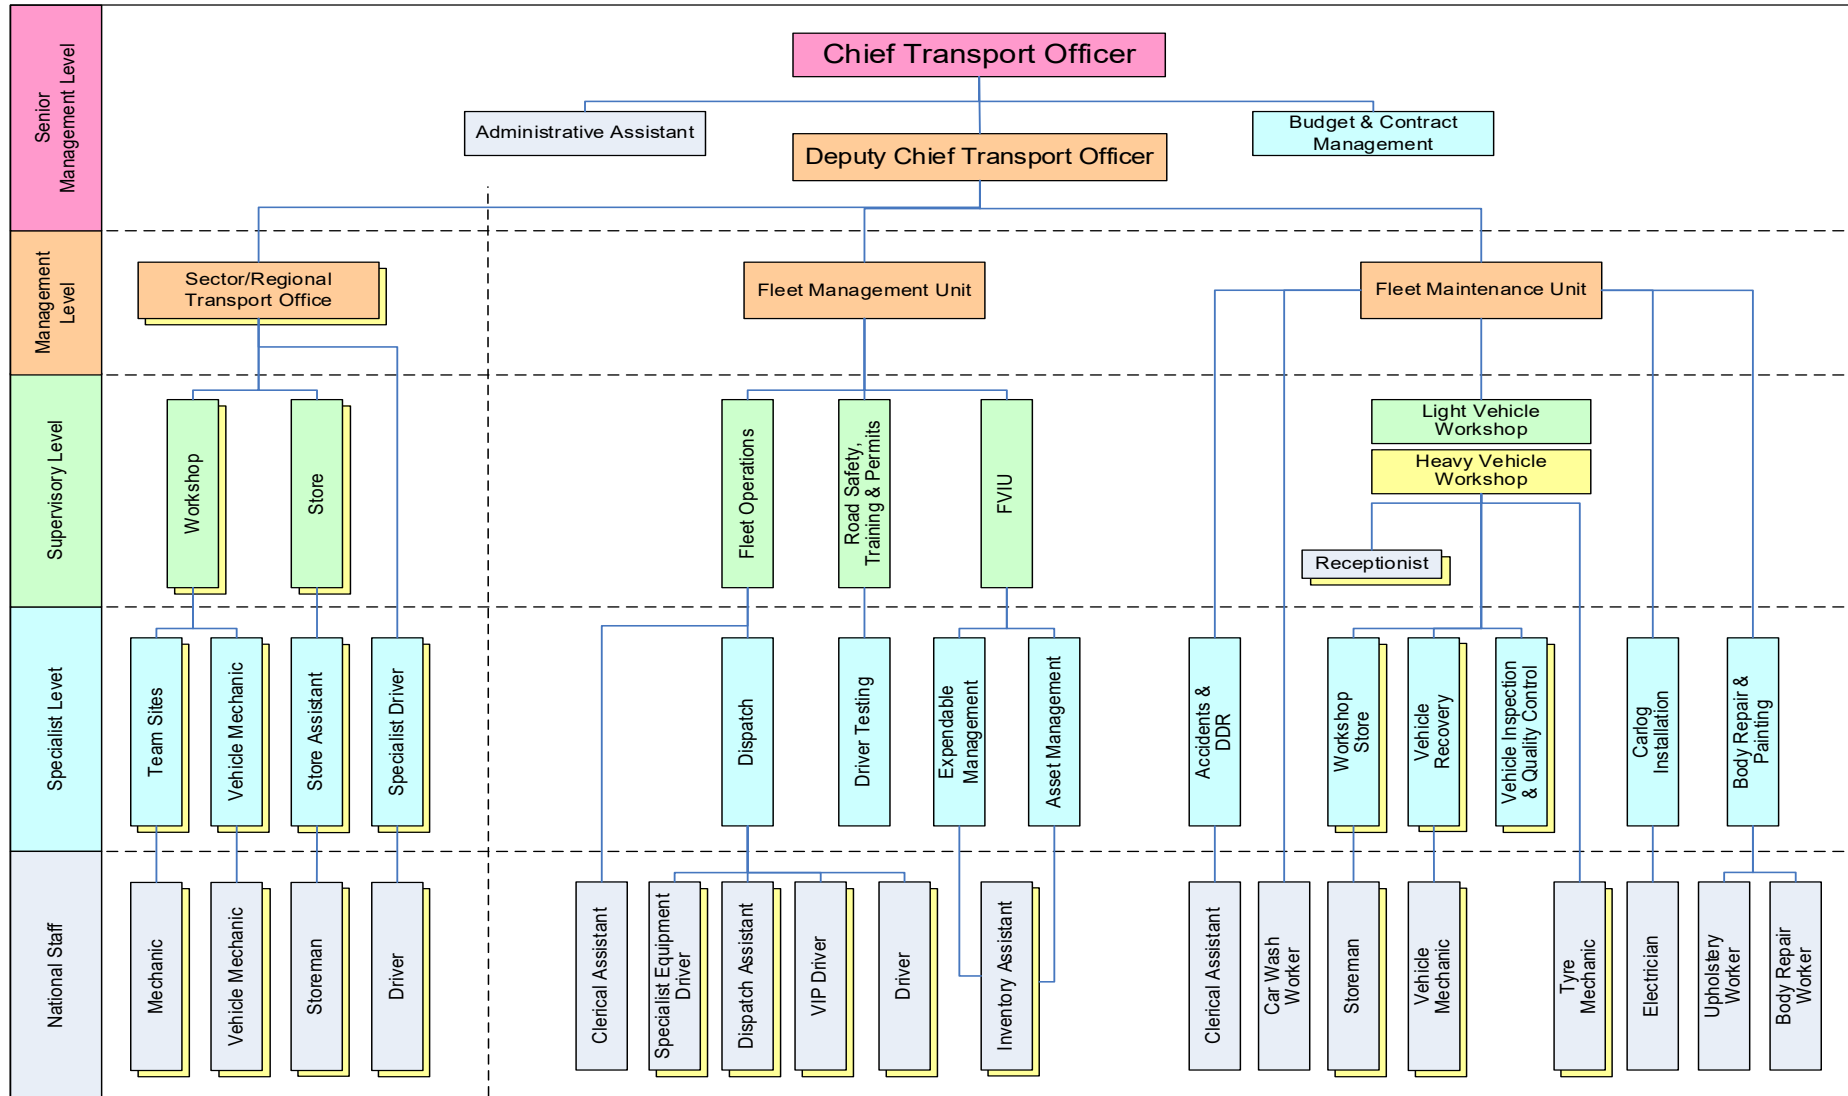 Senior
Management Level
Chief Transport Officer
Administrative Assistant
Budget & Contract
Management
Deputy Chief Transport Officer
Management
Level
Sector/Regional
Transport Office
Fleet Management Unit
Fleet Maintenance Unit
Supervisory Level
Workshop
Store
Fleet Operations
Road Safety,
Training & Permits
FVIU
Light Vehicle
Workshop
Heavy Vehicle
Workshop
Receptionist
Specialist Levet
Team Sites
Vehicle Mechanic
Store Assistant
Specialist Driver
Dispatch
Driver Testing
Expendable
Management
Asset Management
Accidents &
DDR
Workshop
Store
Vehicle
Recovery
Vehicle Inspection
& Quality Control
Carlog
Installation
Body Repair &
Painting
National Staff
Mechanic
Vehicle Mechanic
Storeman
Driver
Clerical Assistant
Specialist Equipment
Driver
Dispatch Assistant
VIP Driver
Driver
Inventory Assistant
Clerical Assistant
Car Wash
Worker
Storeman
Vehicle
Mechanic
Tyre
Mechanic
Electrician
Upholstery
Worker
Body Repair
Worker